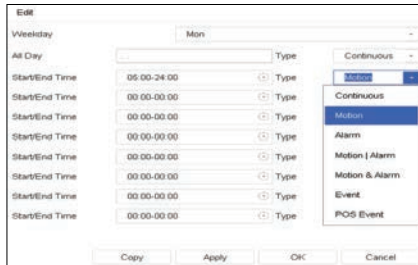 Edit
Weekday Mon
All Day Type Continuous
Start/End Time 05:00-24:00 Type Motion
Start/End Time 00:00-00:00 Type Continuous
Start/End Time 00:00-00:00 Type Motion
Start/End Time 00:00-00:00 Type Alarm
Start/End Time 00:00-00:00 Type Motion | Alarm
Start/End Time 00:00-00:00 Type Motion & Alarm
Start/End Time 00:00-00:00 Type Event
Start/End Time 00:00-00:00 Type POS Event
Copy Apply OK Cancel